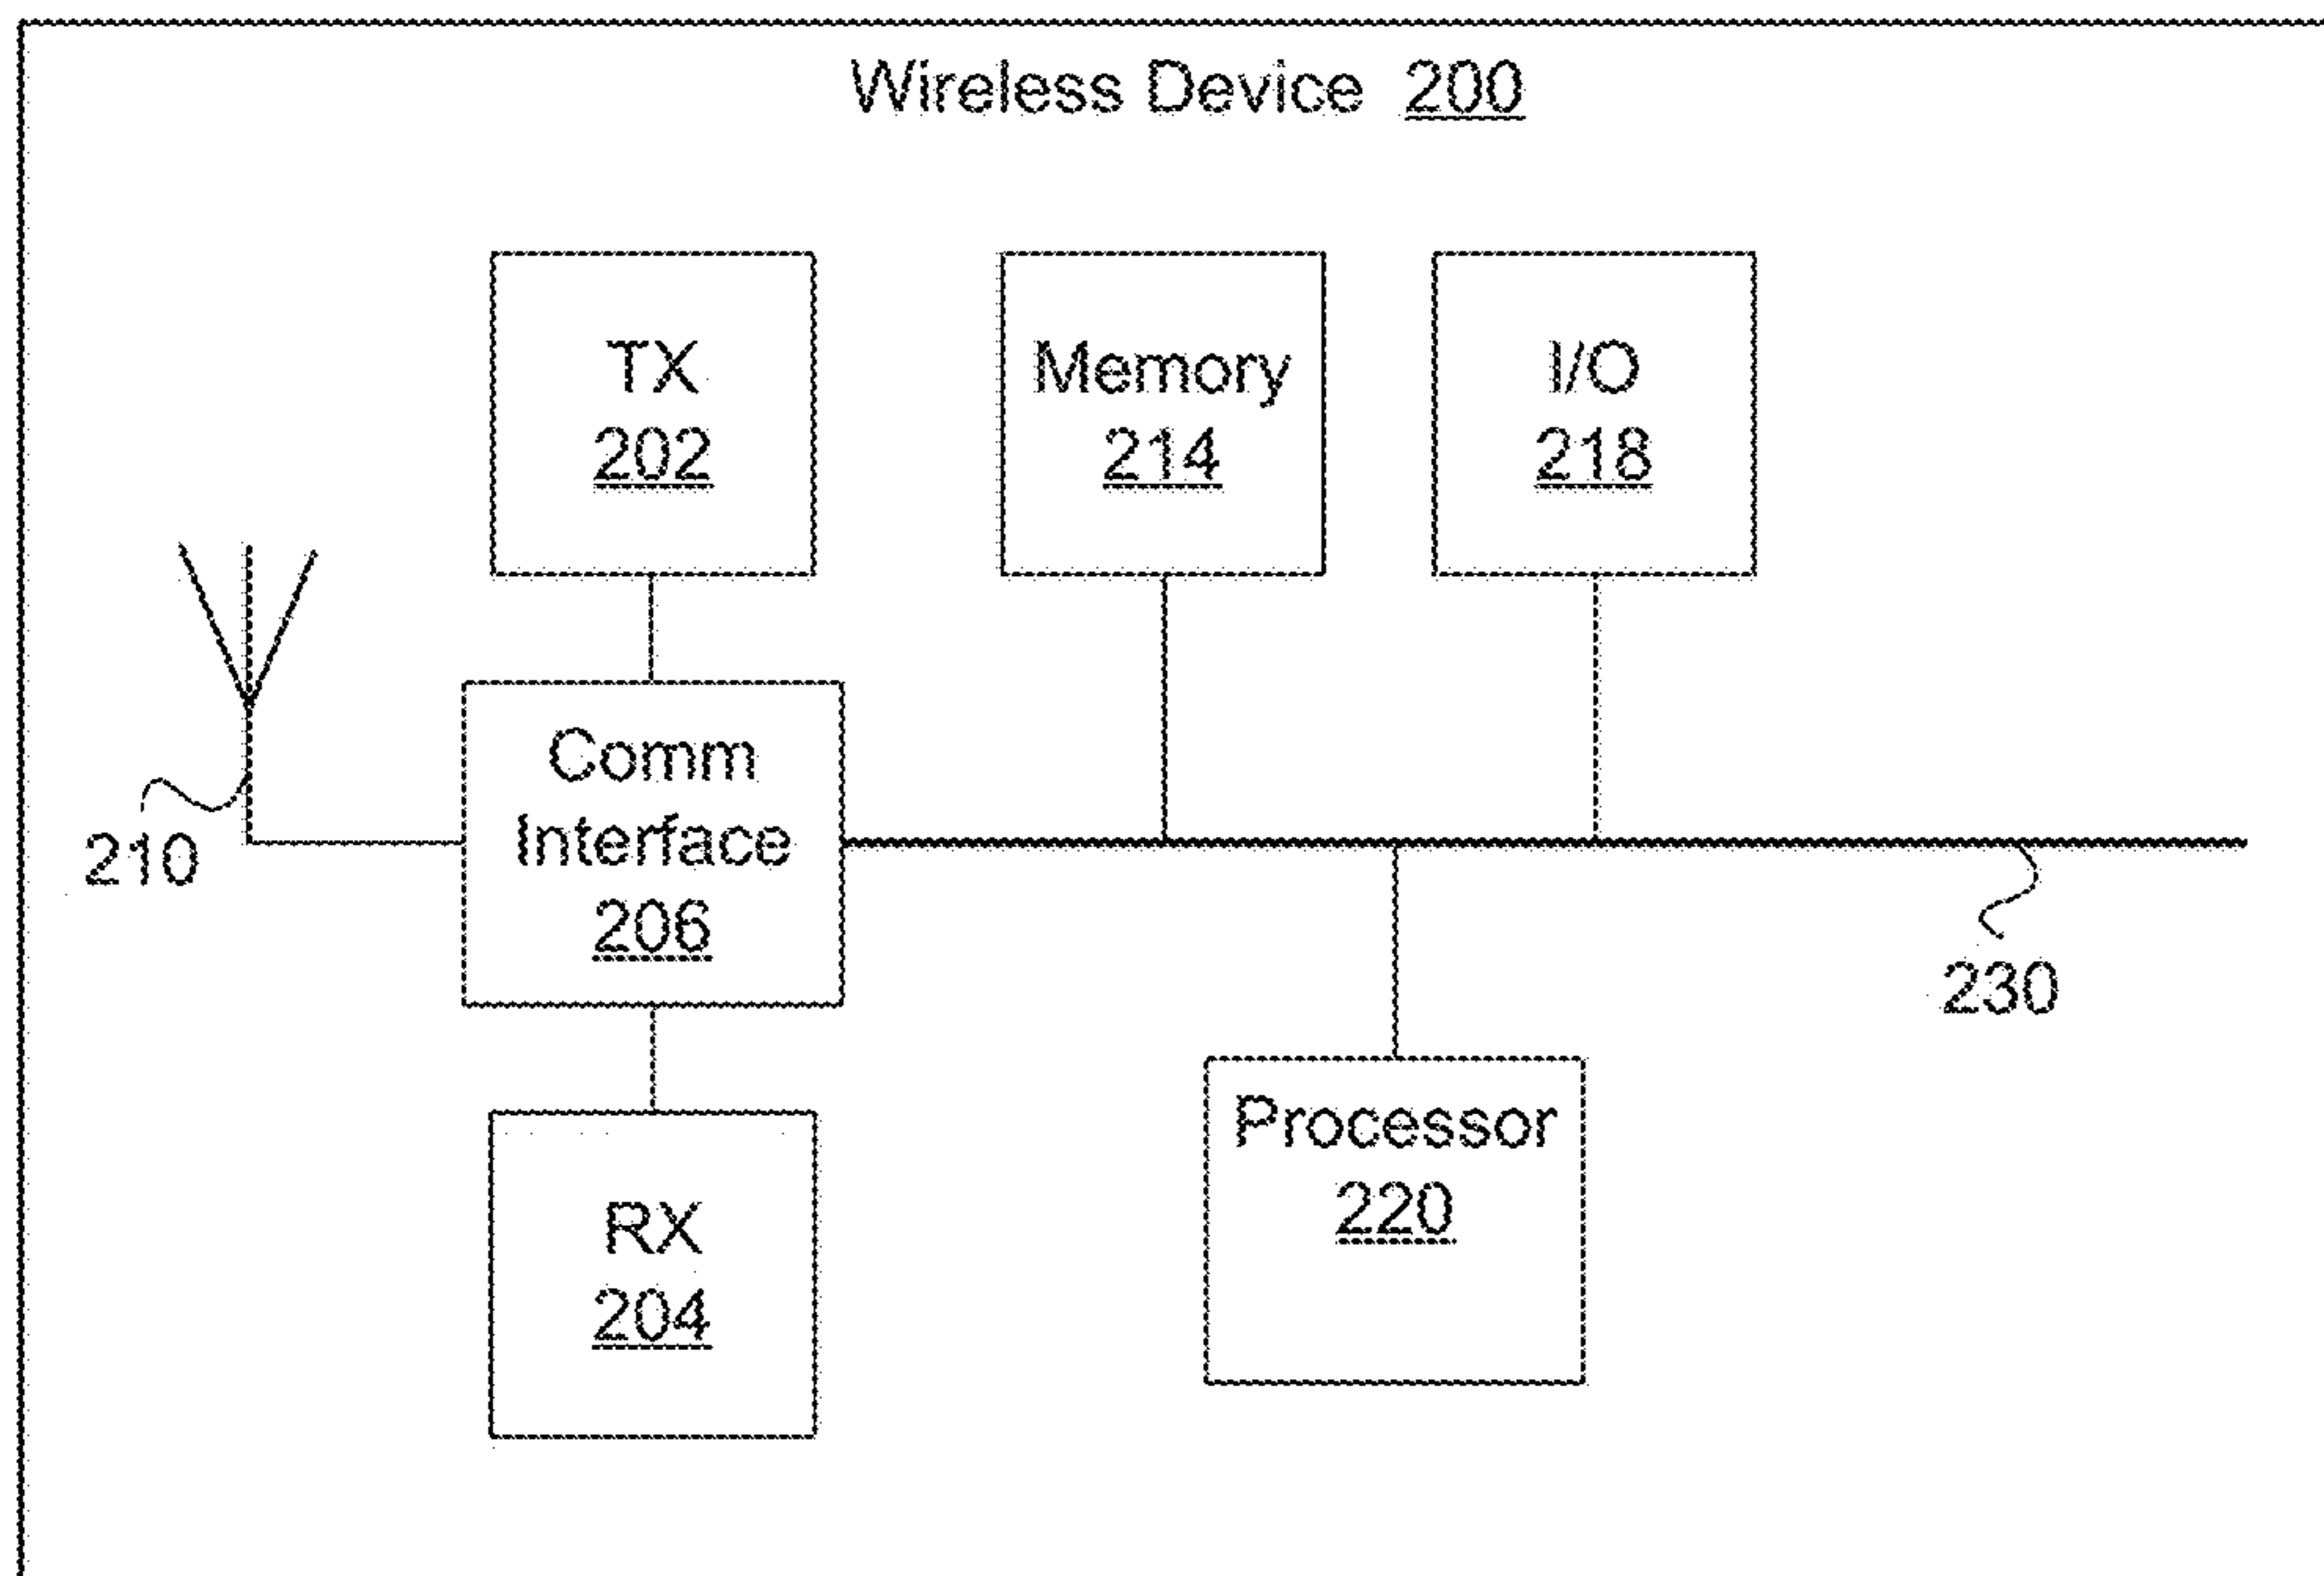 Wireless Device 200
TX
202
Memory
214
I/O
218
Comm
Interface
206
210
230
Processor
220
RX
204